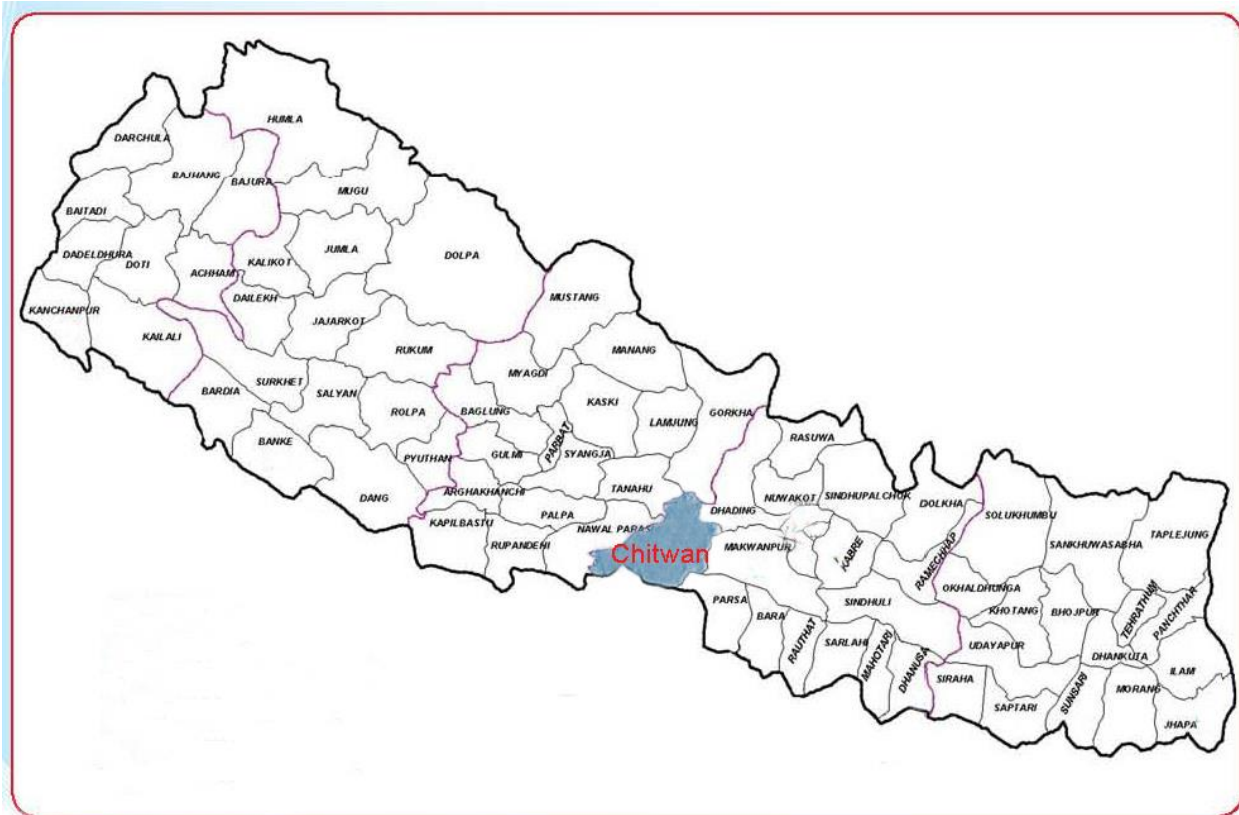 HUMLA
DARCHULA
BAJHANG
BAJURA
MUGU
BAITADI
DADELDHURA
DOTI
ACHHAM
KALIKOT
JUMLA
DOLPA
KANCHANPUR
DAILEKH
MUSTANG
KAILALI
JAJARKOT
RUKUM
MANANG
SURKHET
MYAGDI
BARDIA
SALYAN
ROLPA
BAGLUNG
KASKI
LAMJUNG
GORKHA
BANKE
PYUTHAN
GULMI
PARBAT
SYANGJA
RASUWA
DANG
ARGHAKHANCHI
TANAHU
NUWAKOT
SINDHUPALCHUK
DOLKHA
SOLUKHUMBU
KAPILBASTU
PALPA
NAWAL PARAS
DHADING
SANKHUWASABHA
TAPLEJUNG
RUPANDEHI
Chitwan
MAKWANPUR
KABRE
RAMECHHAP
OKHALDHUNGA
PARSA
BARA
SINDHULI
KHOTANG
BHOJPUR
TEHRATHUM
PANCHTHAR
RAUTHAT
SARLAHI
MAHOTARI
DHANUSA
UDAYAPUR
DHANKUTA
ILAM
SIRAHA
SAPTARI
SUNSARI
MORANG
JHAPA